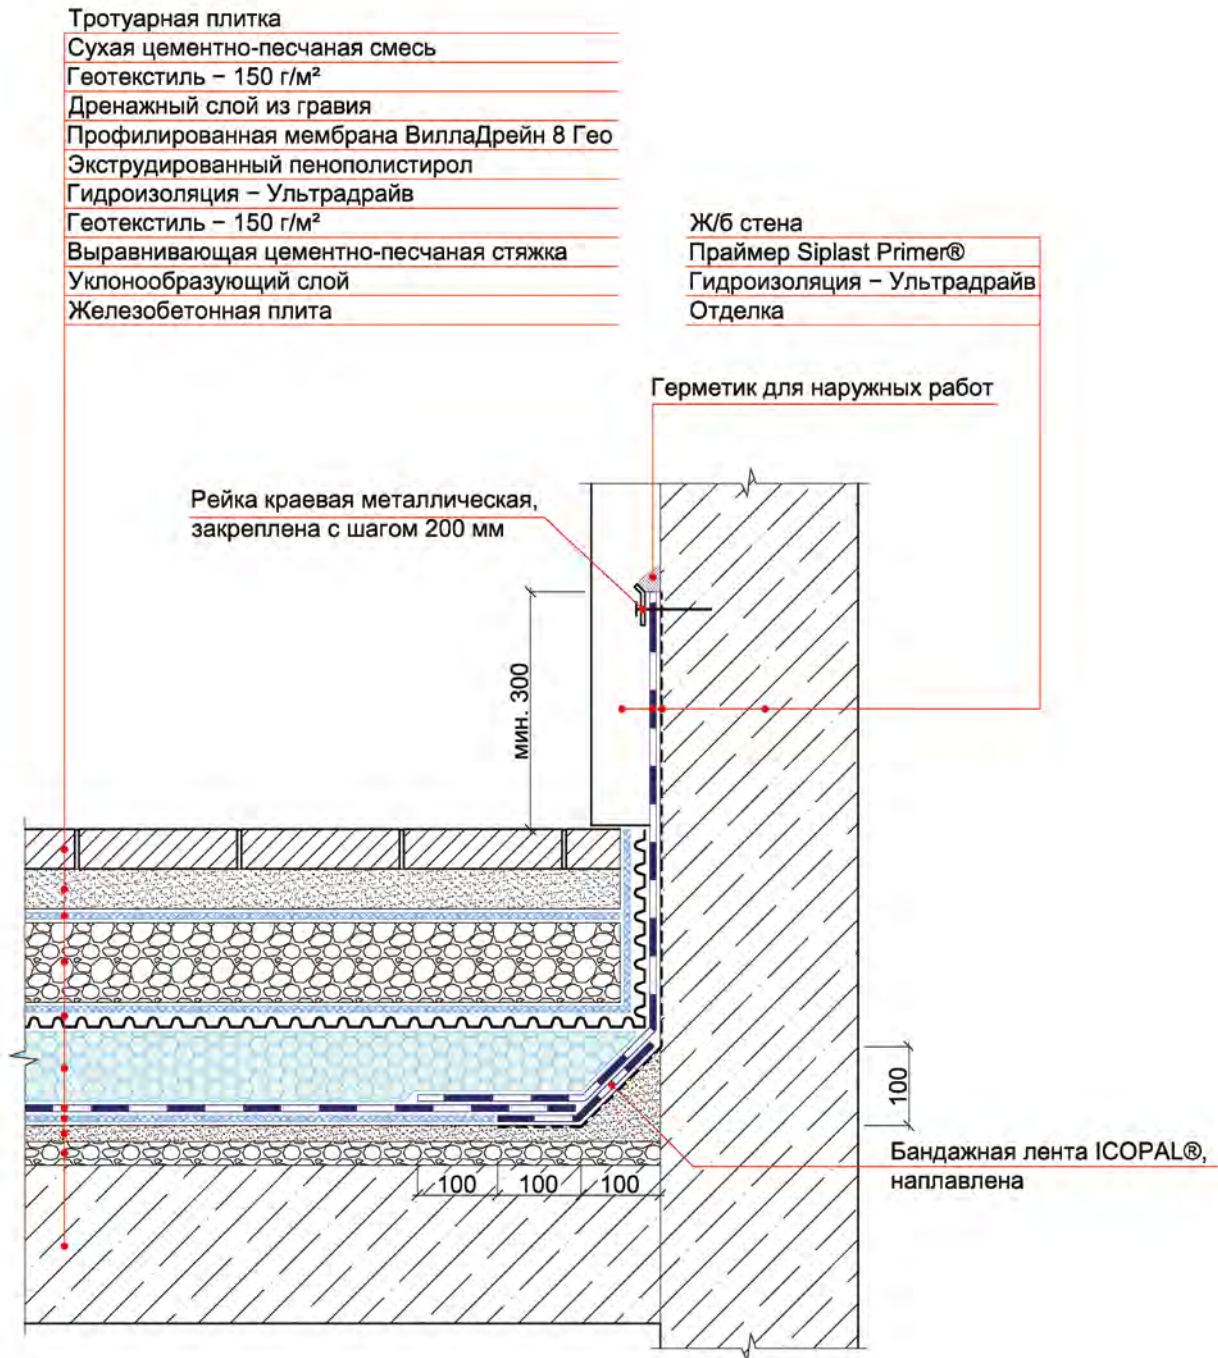 Тротуарная плитка
Сухая цементно-песчаная смесь
Геотекстиль – 150 г/м²
Дренажный слой из гравия
Профилированная мембрана ВиллаДрейн 8 Гео
Экструдированный пенополистирол
Гидроизоляция – Ультрадрайв
Геотекстиль – 150 г/м²
Выравнивающая цементно-песчаная стяжка
Уклонообразующий слой
Железобетонная плита
Ж/б стена
Праймер Siplast Primer®
Гидроизоляция – Ультрадрайв
Отделка
Герметик для наружных работ
Рейка краевая металлическая,
закреплена с шагом 200 мм
мин. 300
100
Бандажная лента ICOPAL®,
наплавлена
100 100 100